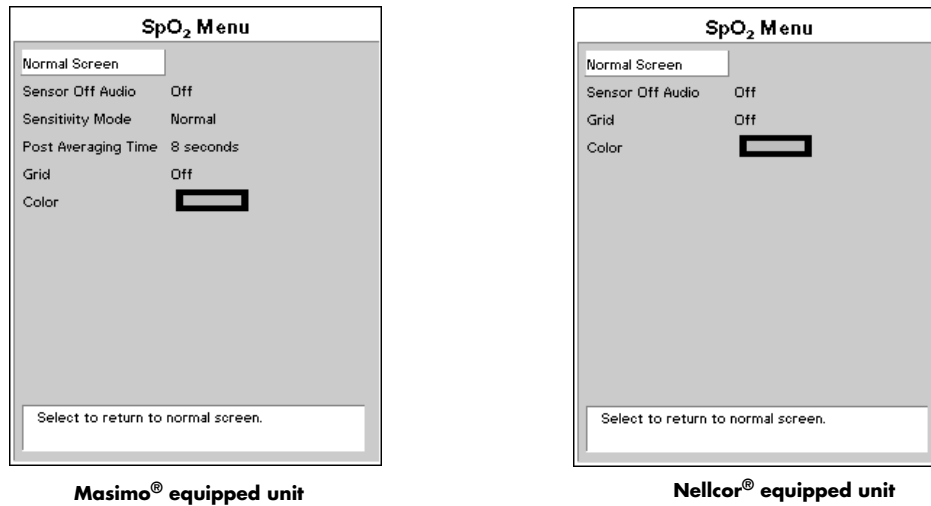 SpO₂ Menu
Normal Screen
Sensor Off Audio Off
Sensitivity Mode Normal
Post Averaging Time 8 seconds
Grid Off
Color
Select to return to normal screen.
Masimo® equipped unit
SpO₂ Menu
Normal Screen
Sensor Off Audio Off
Grid Off
Color
Select to return to normal screen.
Nellcor® equipped unit